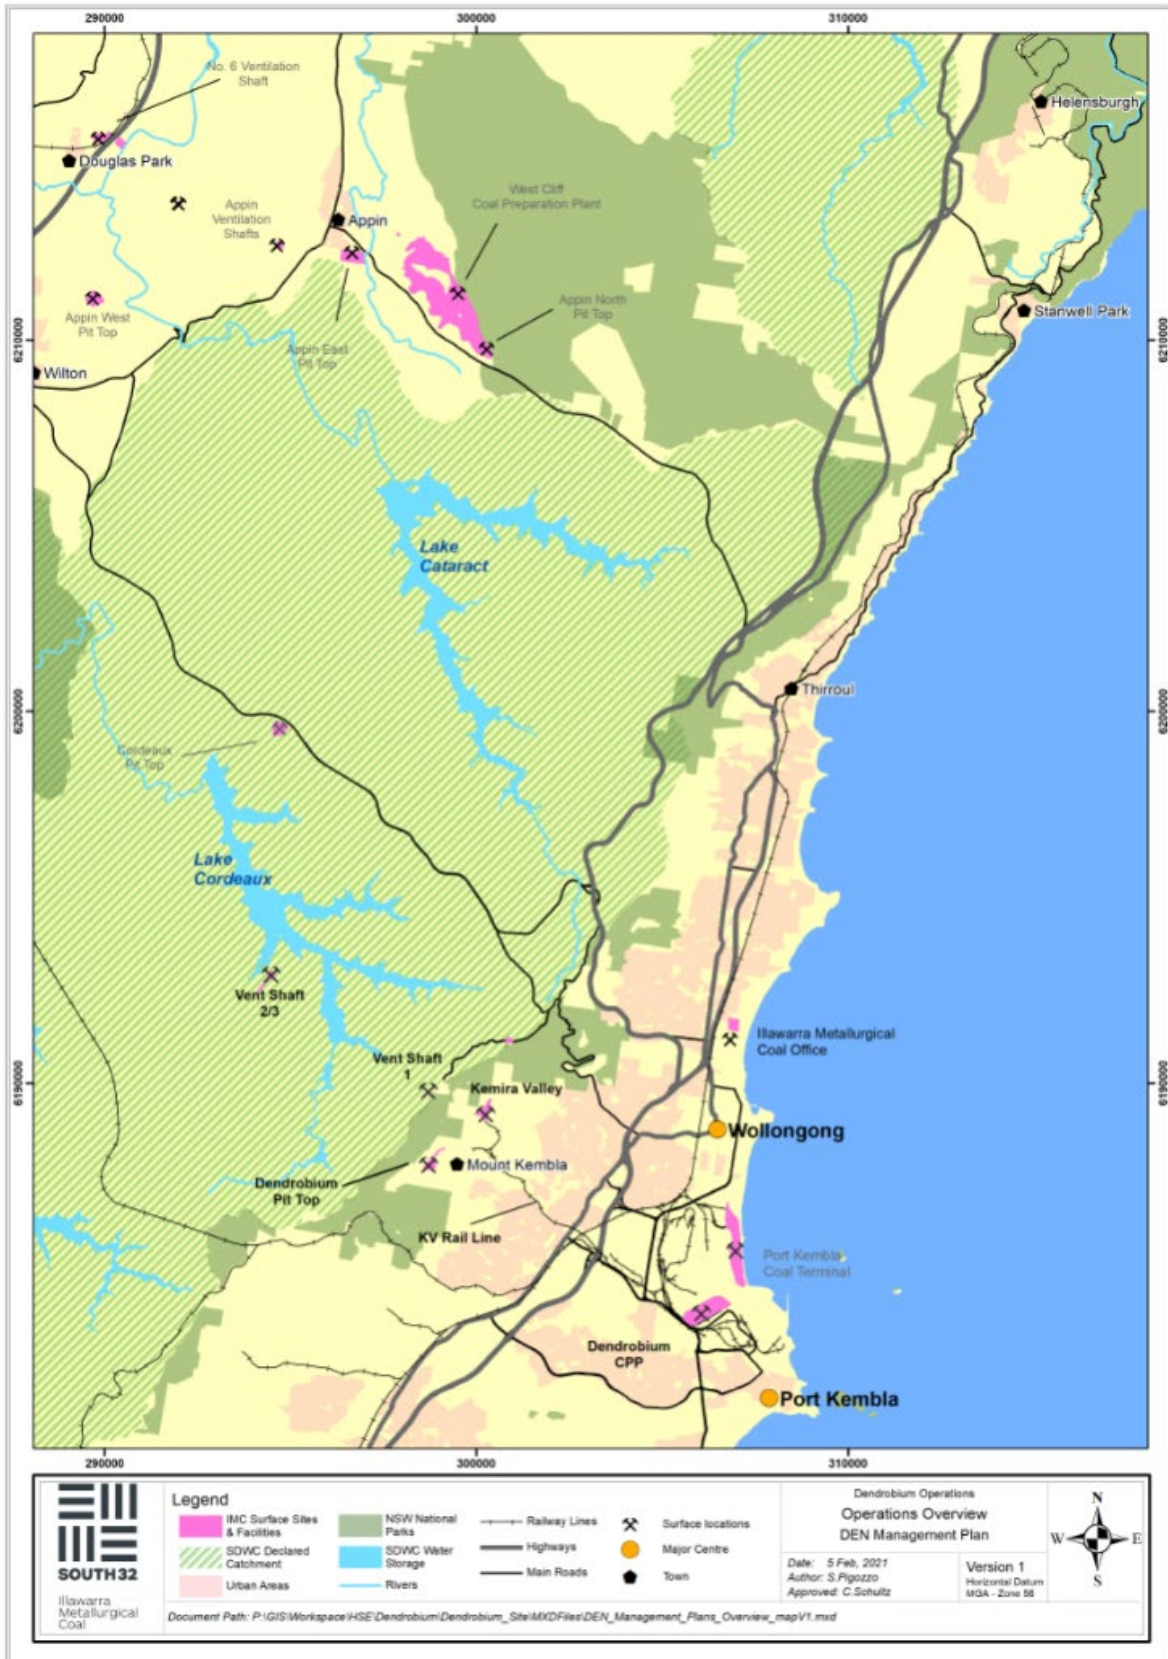 290000
300000
310000
No. 6 Ventilation
Shaft
Helensburgh
Douglas Park
Appin
Ventilation
Shafts
Appin
West Cliff
Coal Preparation Plant
Appin West
Pit Top
Appin North
Pit Top
Stanwell Park
6210000
6210000
Appin East
Pit Top
Wilton
Lake
Cataract
Thirroul
6200000
6200000
Cordeaux
Pit Top
Lake
Cordeaux
Vent Shaft
2/3
Illawarra Metallurgical
Coal Office
Vent Shaft
1
Kemira Valley
6190000
6190000
Wollongong
Mount Kembla
Dendrobium
Pit Top
KV Rail Line
Port Kembla
Coal Terminal
Dendrobium
CPP
Port Kembla
290000
300000
310000
SOUTH32
Illawarra
Metallurgical
Coal
Legend
IMC Surface Sites
& Facilities
SDWC Declared
Catchment
Urban Areas
NSW National
Parks
SDWC Water
Storage
Rivers
Railway Lines
Highways
Main Roads
Surface locations
Major Centre
Town
Dendrobium Operations
Operations Overview
DEN Management Plan
Date: 5 Feb, 2021
Author: S.Pigozzo
Approved: C.Schultz
Version 1
Horizontal Datum
MGA - Zone 56
N
W
E
S
Document Path: P:\GIS\Workspace\HSE\Dendrobium\Dendrobium_Site\MXDFiles\DEN_Management_Plans_Overview_mapV1.mxd